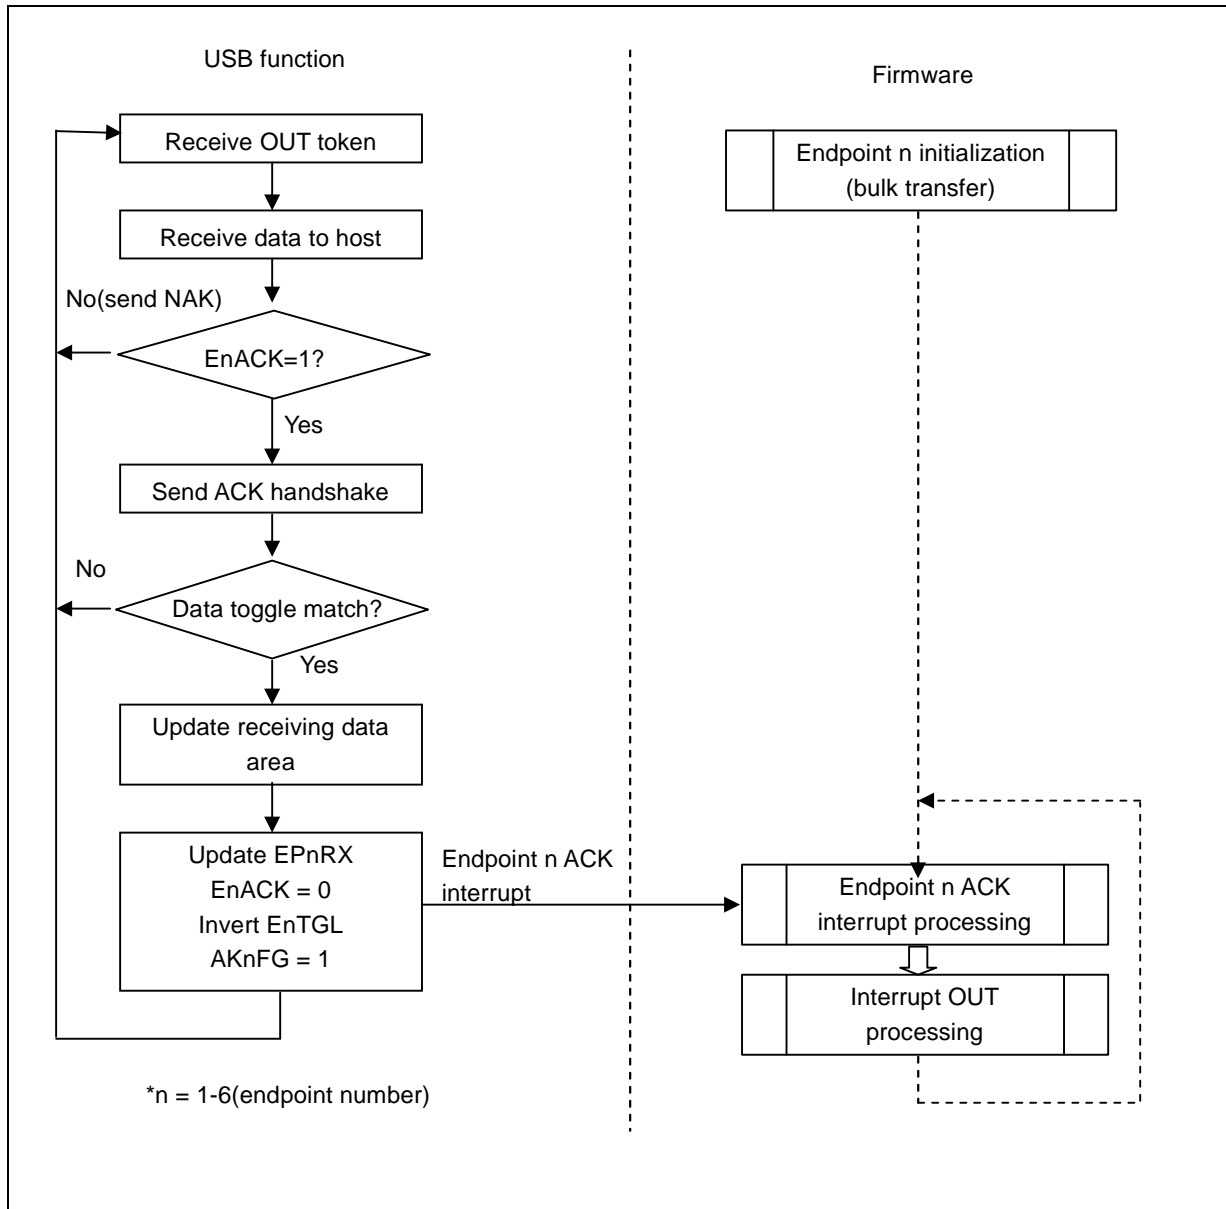 USB function
Firmware
Receive OUT token
Endpoint n initialization
(bulk transfer)
Receive data to host
No(send NAK)
EnACK=1?
Yes
Send ACK handshake
No
Data toggle match?
Yes
Update receiving data
area
Update EPnRX
EnACK = 0
Invert EnTGL
AKnFG = 1
Endpoint n ACK
interrupt
Endpoint n ACK
interrupt processing
Interrupt OUT
processing
*n = 1-6(endpoint number)